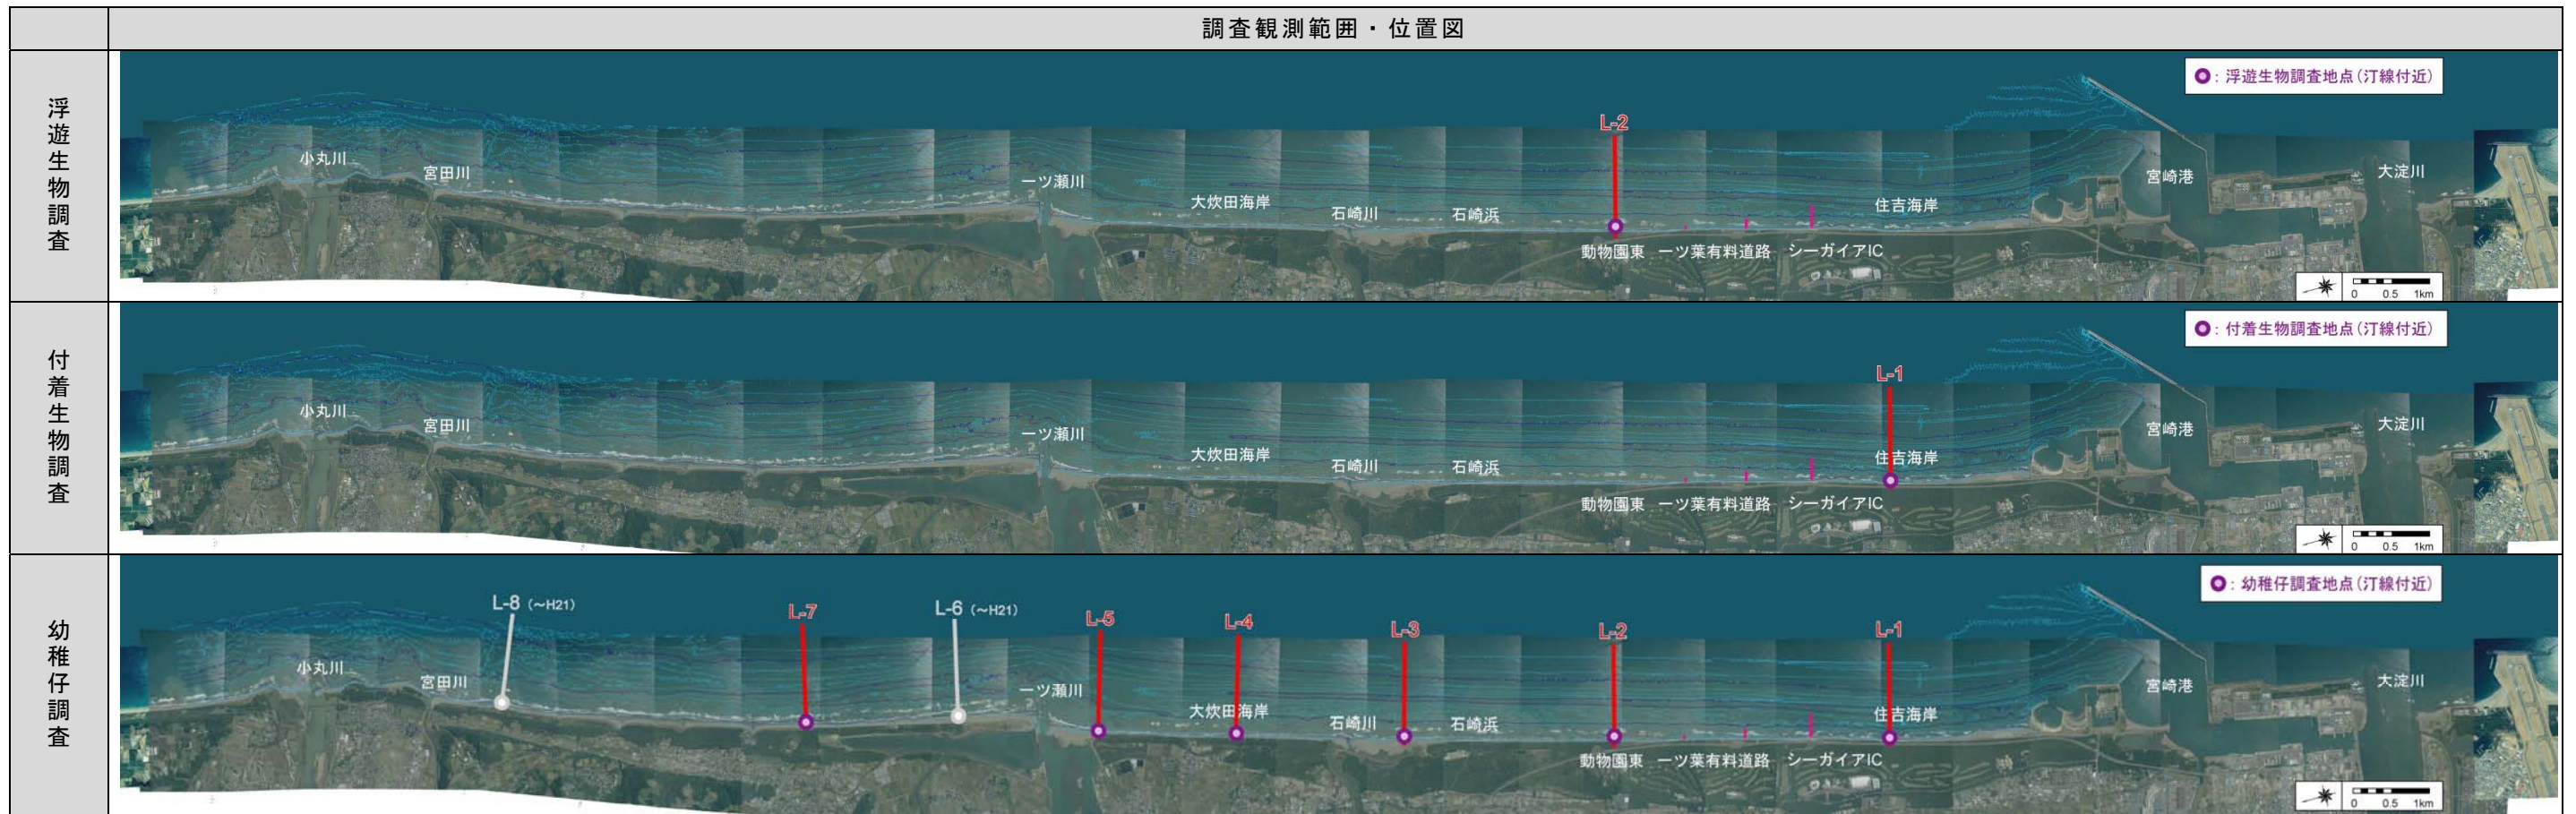 調査観測範囲・位置図
浮遊生物調査
：浮遊生物調査地点(汀線付近)
L-2
小丸川
宮田川
一ツ瀬川
大炊田海岸
石崎川
石崎浜
住吉海岸
宮崎港
大淀川
動物園東 一ツ葉有料道路 シーガイアIC
0 0.5 1km
付着生物調査
：付着生物調査地点(汀線付近)
L-1
小丸川
宮田川
一ツ瀬川
大炊田海岸
石崎川
石崎浜
住吉海岸
宮崎港
大淀川
動物園東 一ツ葉有料道路 シーガイアIC
0 0.5 1km
幼稚仔調査
：幼稚仔調査地点(汀線付近)
L-8 (～H21)
L-7
L-6 (～H21)
L-5
L-4
L-3
L-2
L-1
小丸川
宮田川
一ツ瀬川
大炊田海岸
石崎川
石崎浜
住吉海岸
宮崎港
大淀川
動物園東 一ツ葉有料道路 シーガイアIC
0 0.5 1km